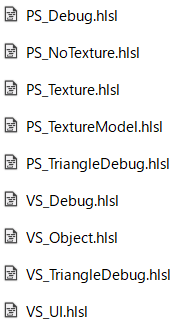 PS_Debug.hlsl
PS_NoTexture.hlsl
PS_Texture.hlsl
PS_TextureModel.hlsl
PS_TriangleDebug.hlsl
VS_Debug.hlsl
VS_Object.hlsl
VS_TriangleDebug.hlsl
VS_UI.hlsl